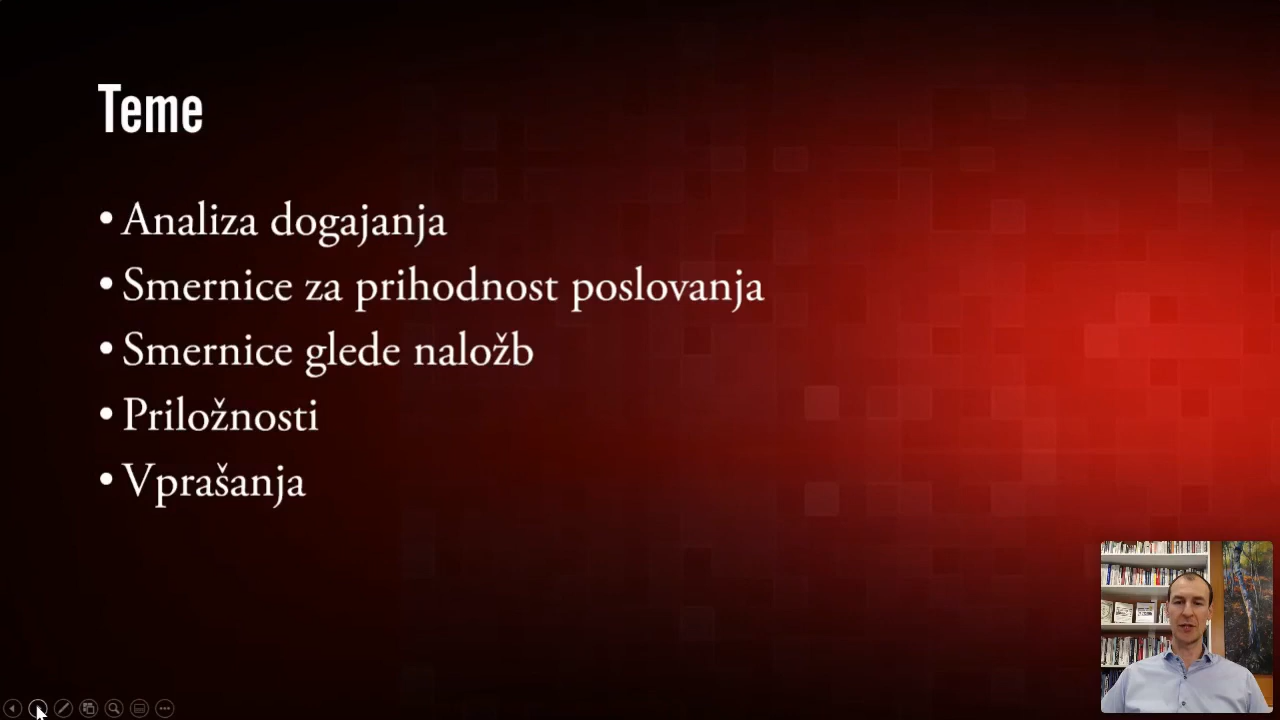 Teme
• Analiza dogajanja
• Smernice za prihodnost poslovanja
• Smernice glede naložb
• Priložnosti
• Vprašanja